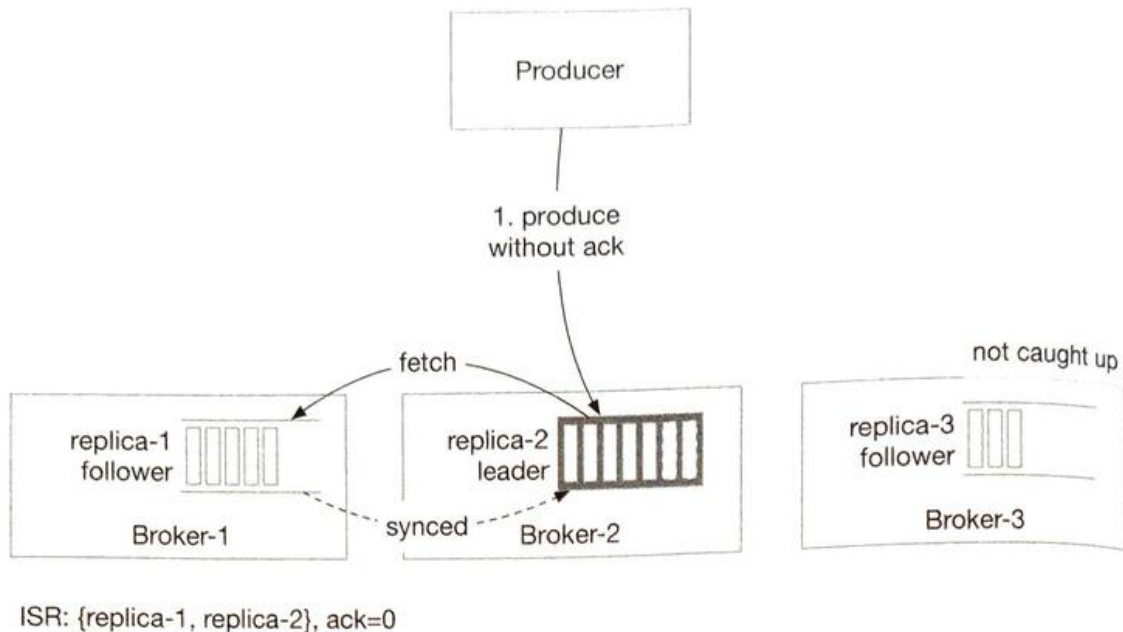 Producer
1. produce
without ack
fetch
not caught up
replica-1
follower
replica-2
leader
replica-3
follower
synced
Broker-1
Broker-2
Broker-3
ISR: {replica-1, replica-2}, ack=0